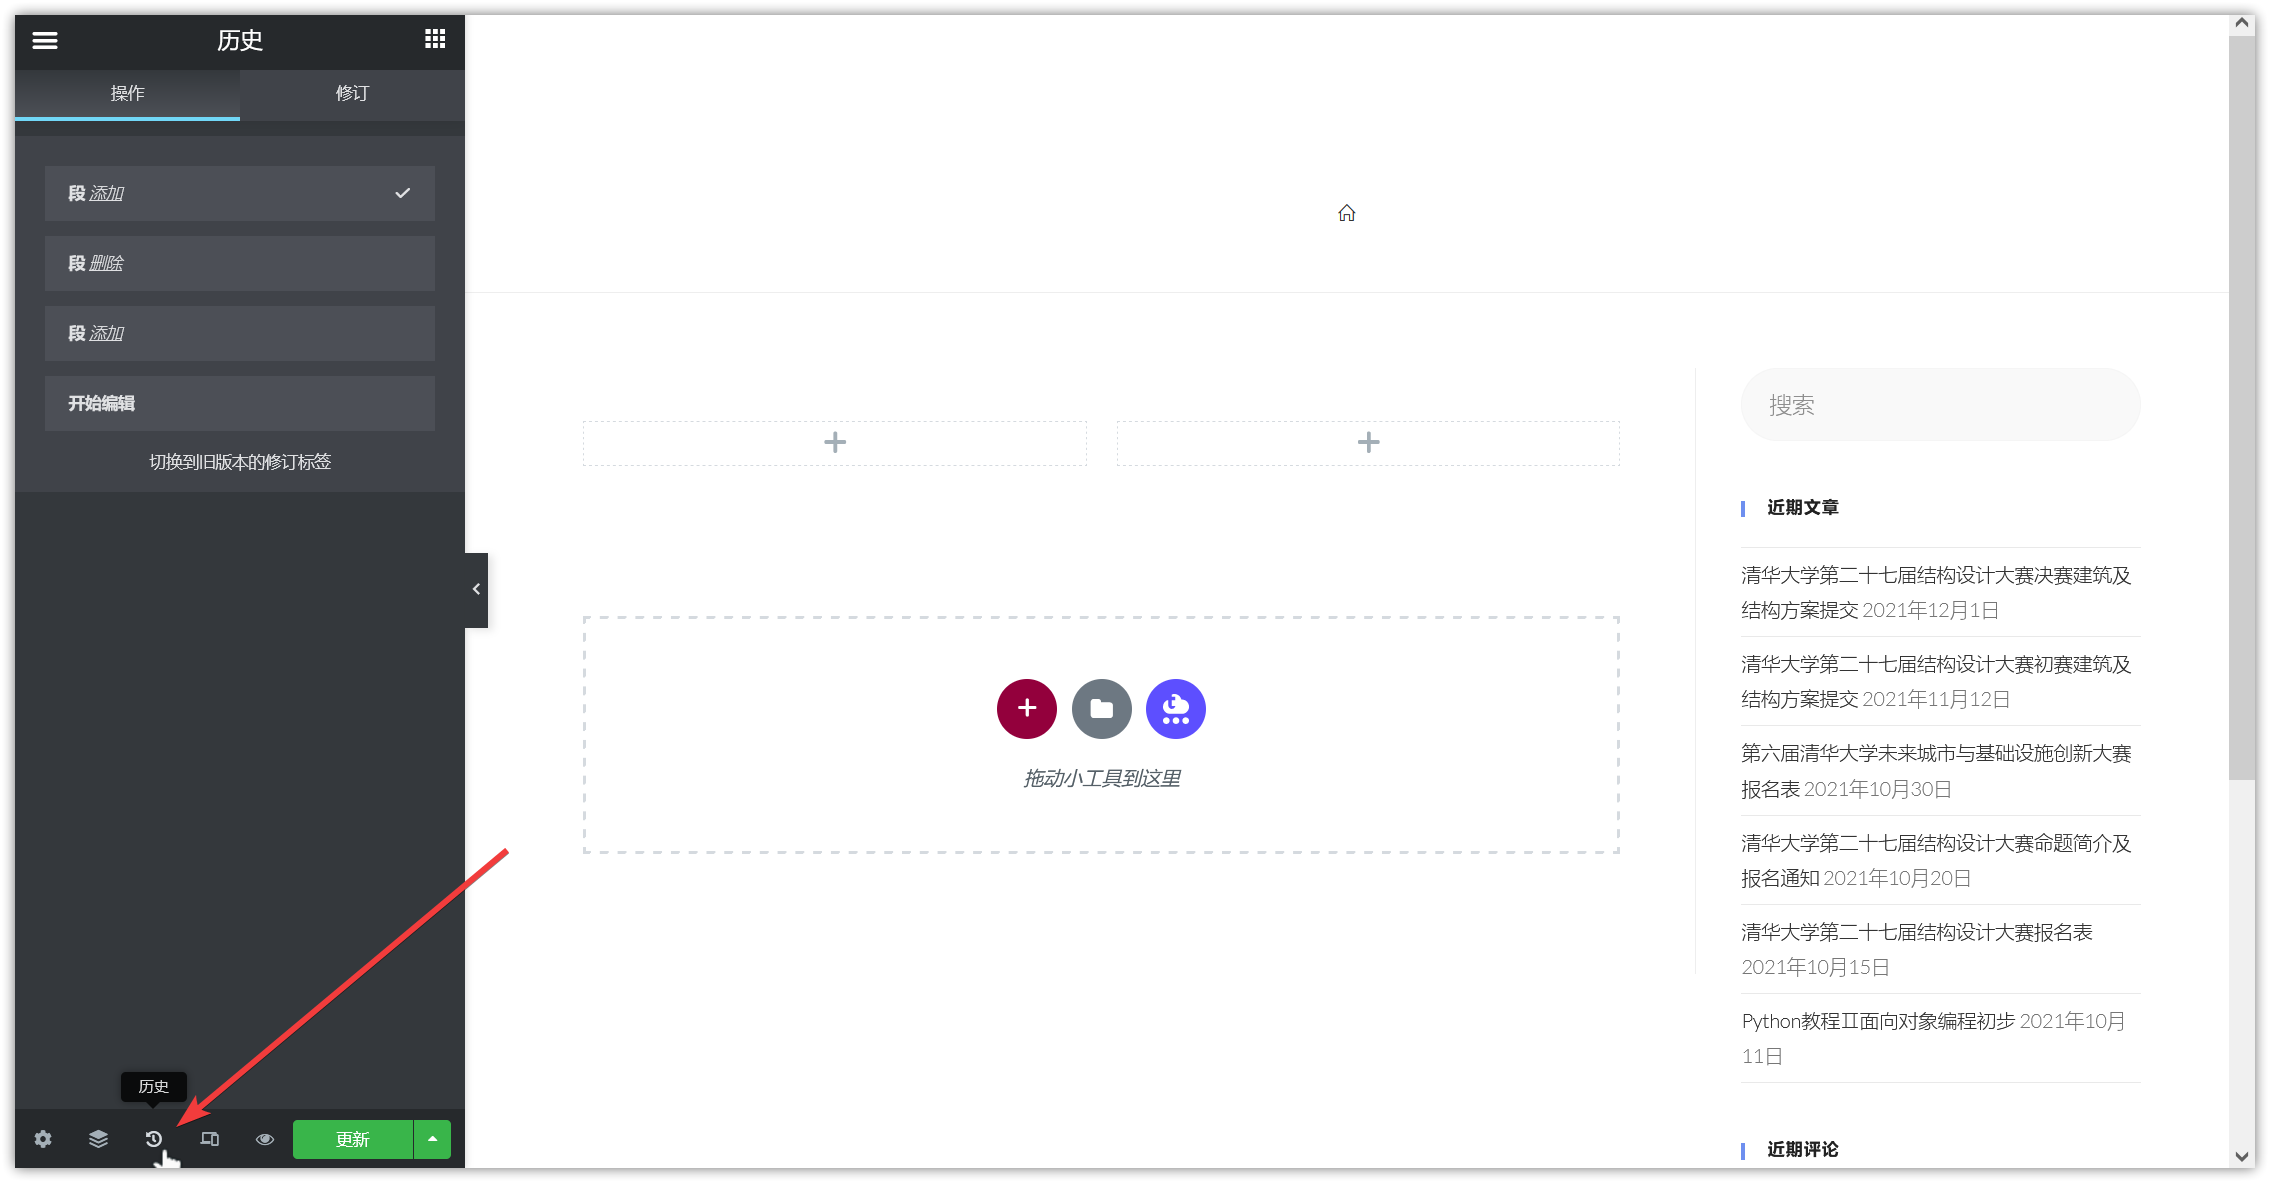 历史
操作
修订
段 添加
段 删除
段 添加
开始编辑
切换到旧版本的修订标签
历史
更新
拖动小工具到这里
搜索
近期文章
清华大学第二十七届结构设计大赛决赛建筑及
结构方案提交 2021年12月1日
清华大学第二十七届结构设计大赛初赛建筑及
结构方案提交 2021年11月12日
第六届清华大学未来城市与基础设施创新大赛
报名表 2021年10月30日
清华大学第二十七届结构设计大赛命题简介及
报名通知 2021年10月20日
清华大学第二十七届结构设计大赛报名表
2021年10月15日
Python教程Ⅱ面向对象编程初步 2021年10月
11日
近期评论